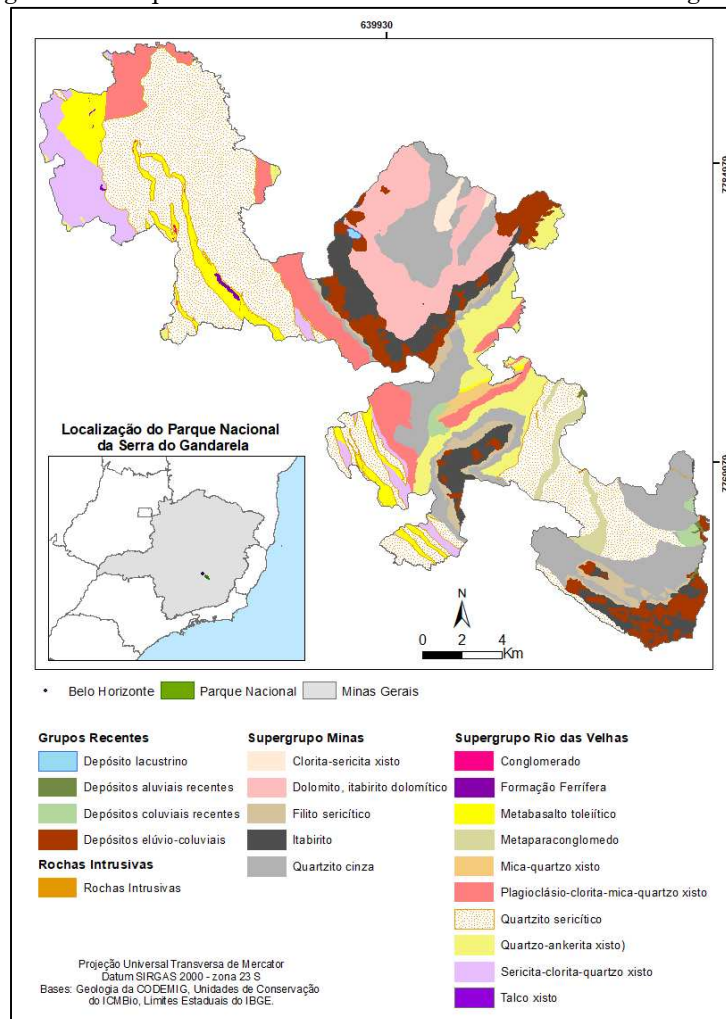 639930
7784970
7769970
Localização do Parque Nacional
da Serra do Gandarela
N
0 2 4
Km
Belo Horizonte Parque Nacional Minas Gerais
Grupos Recentes
Depósito lacustrino
Depósitos aluviais recentes
Depósitos coluviais recentes
Depósitos elúvio-coluviais
Rochas Intrusivas
Rochas Intrusivas
Supergrupo Minas
Clorita-sericita xisto
Dolomito, itabirito dolomítico
Filito sericítico
Itabirito
Quartzito cinza
Supergrupo Rio das Velhas
Conglomerado
Formação Ferrífera
Metabasalto toleiítico
Metaparaconglomedo
Mica-quartzo xisto
Plagioclásio-clorita-mica-quartzo xisto
Quartzito sericítico
Quartzo-ankerita xisto)
Sericita-clorita-quartzo xisto
Talco xisto
Projeção Universal Transversa de Mercator
Datum SIRGAS 2000 - zona 23 S
Bases: Geologia da CODEMIG, Unidades de Conservação
do ICMBio, Limites Estaduais do IBGE.